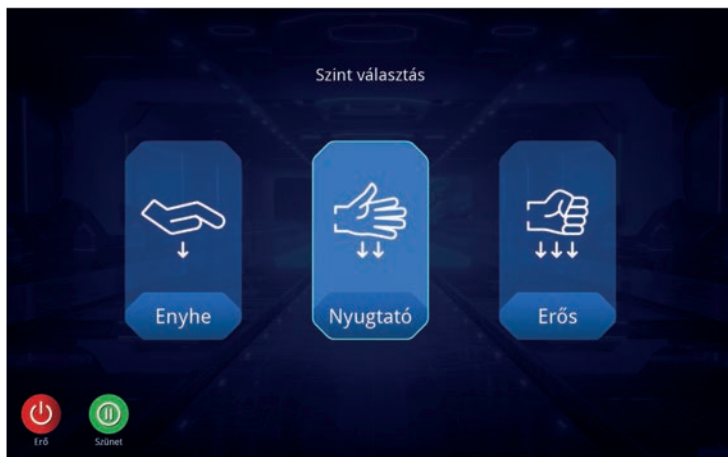 Szint választás
Enyhe
Nyugtató
Erős
Erő
Szünet